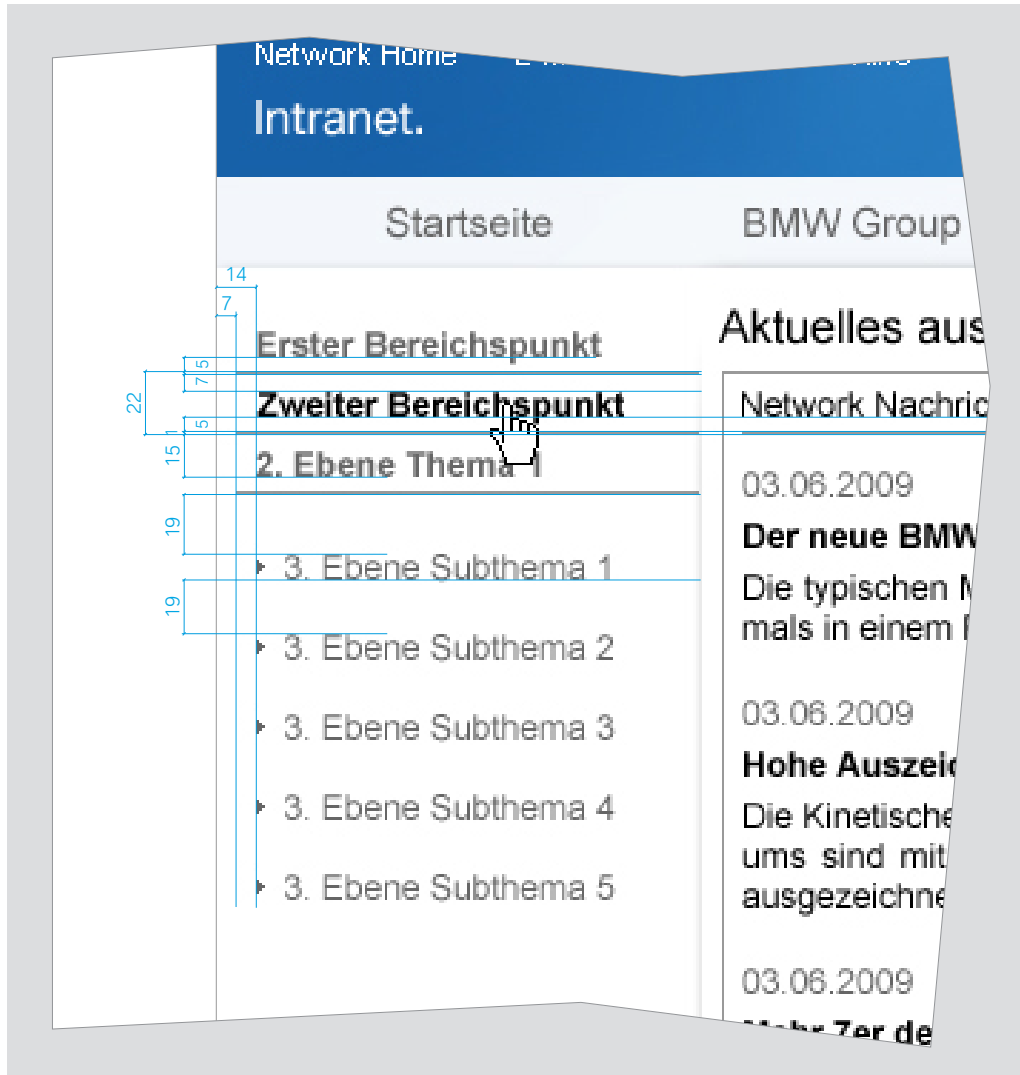 Network Home
Intranet.
Startseite
BMW Group
14
7
Erster Bereichspunkt
5
7
22
Zweiter Bereichspunkt
5
1
15
2. Ebene Thema 1
19
3. Ebene Subthema 1
19
3. Ebene Subthema 2
3. Ebene Subthema 3
3. Ebene Subthema 4
3. Ebene Subthema 5
Aktuelles aus
Network
03.06.2009
Der neue BMW
Die typischen
mals in einem
03.06.2009
Hohe
Die Kinetische
ums sind mit
ausgezeichne
03.06.2009
Mehr 7er de